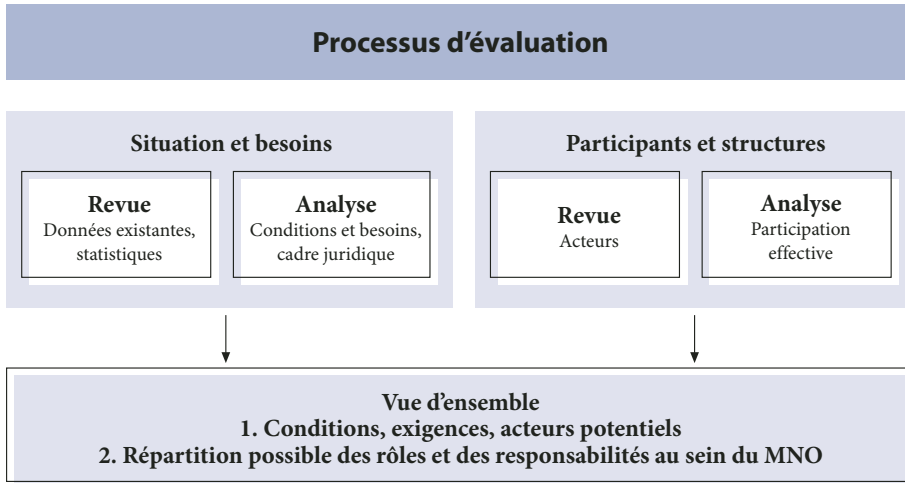 Processus d’évaluation
Situation et besoins
Revue
Données existantes,
statistiques
Analyse
Conditions et besoins,
cadre juridique
Participants et structures
Revue
Acteurs
Analyse
Participation
effective
Vue d’ensemble
1. Conditions, exigences, acteurs potentiels
2. Répartition possible des rôles et des responsabilités au sein du MNO